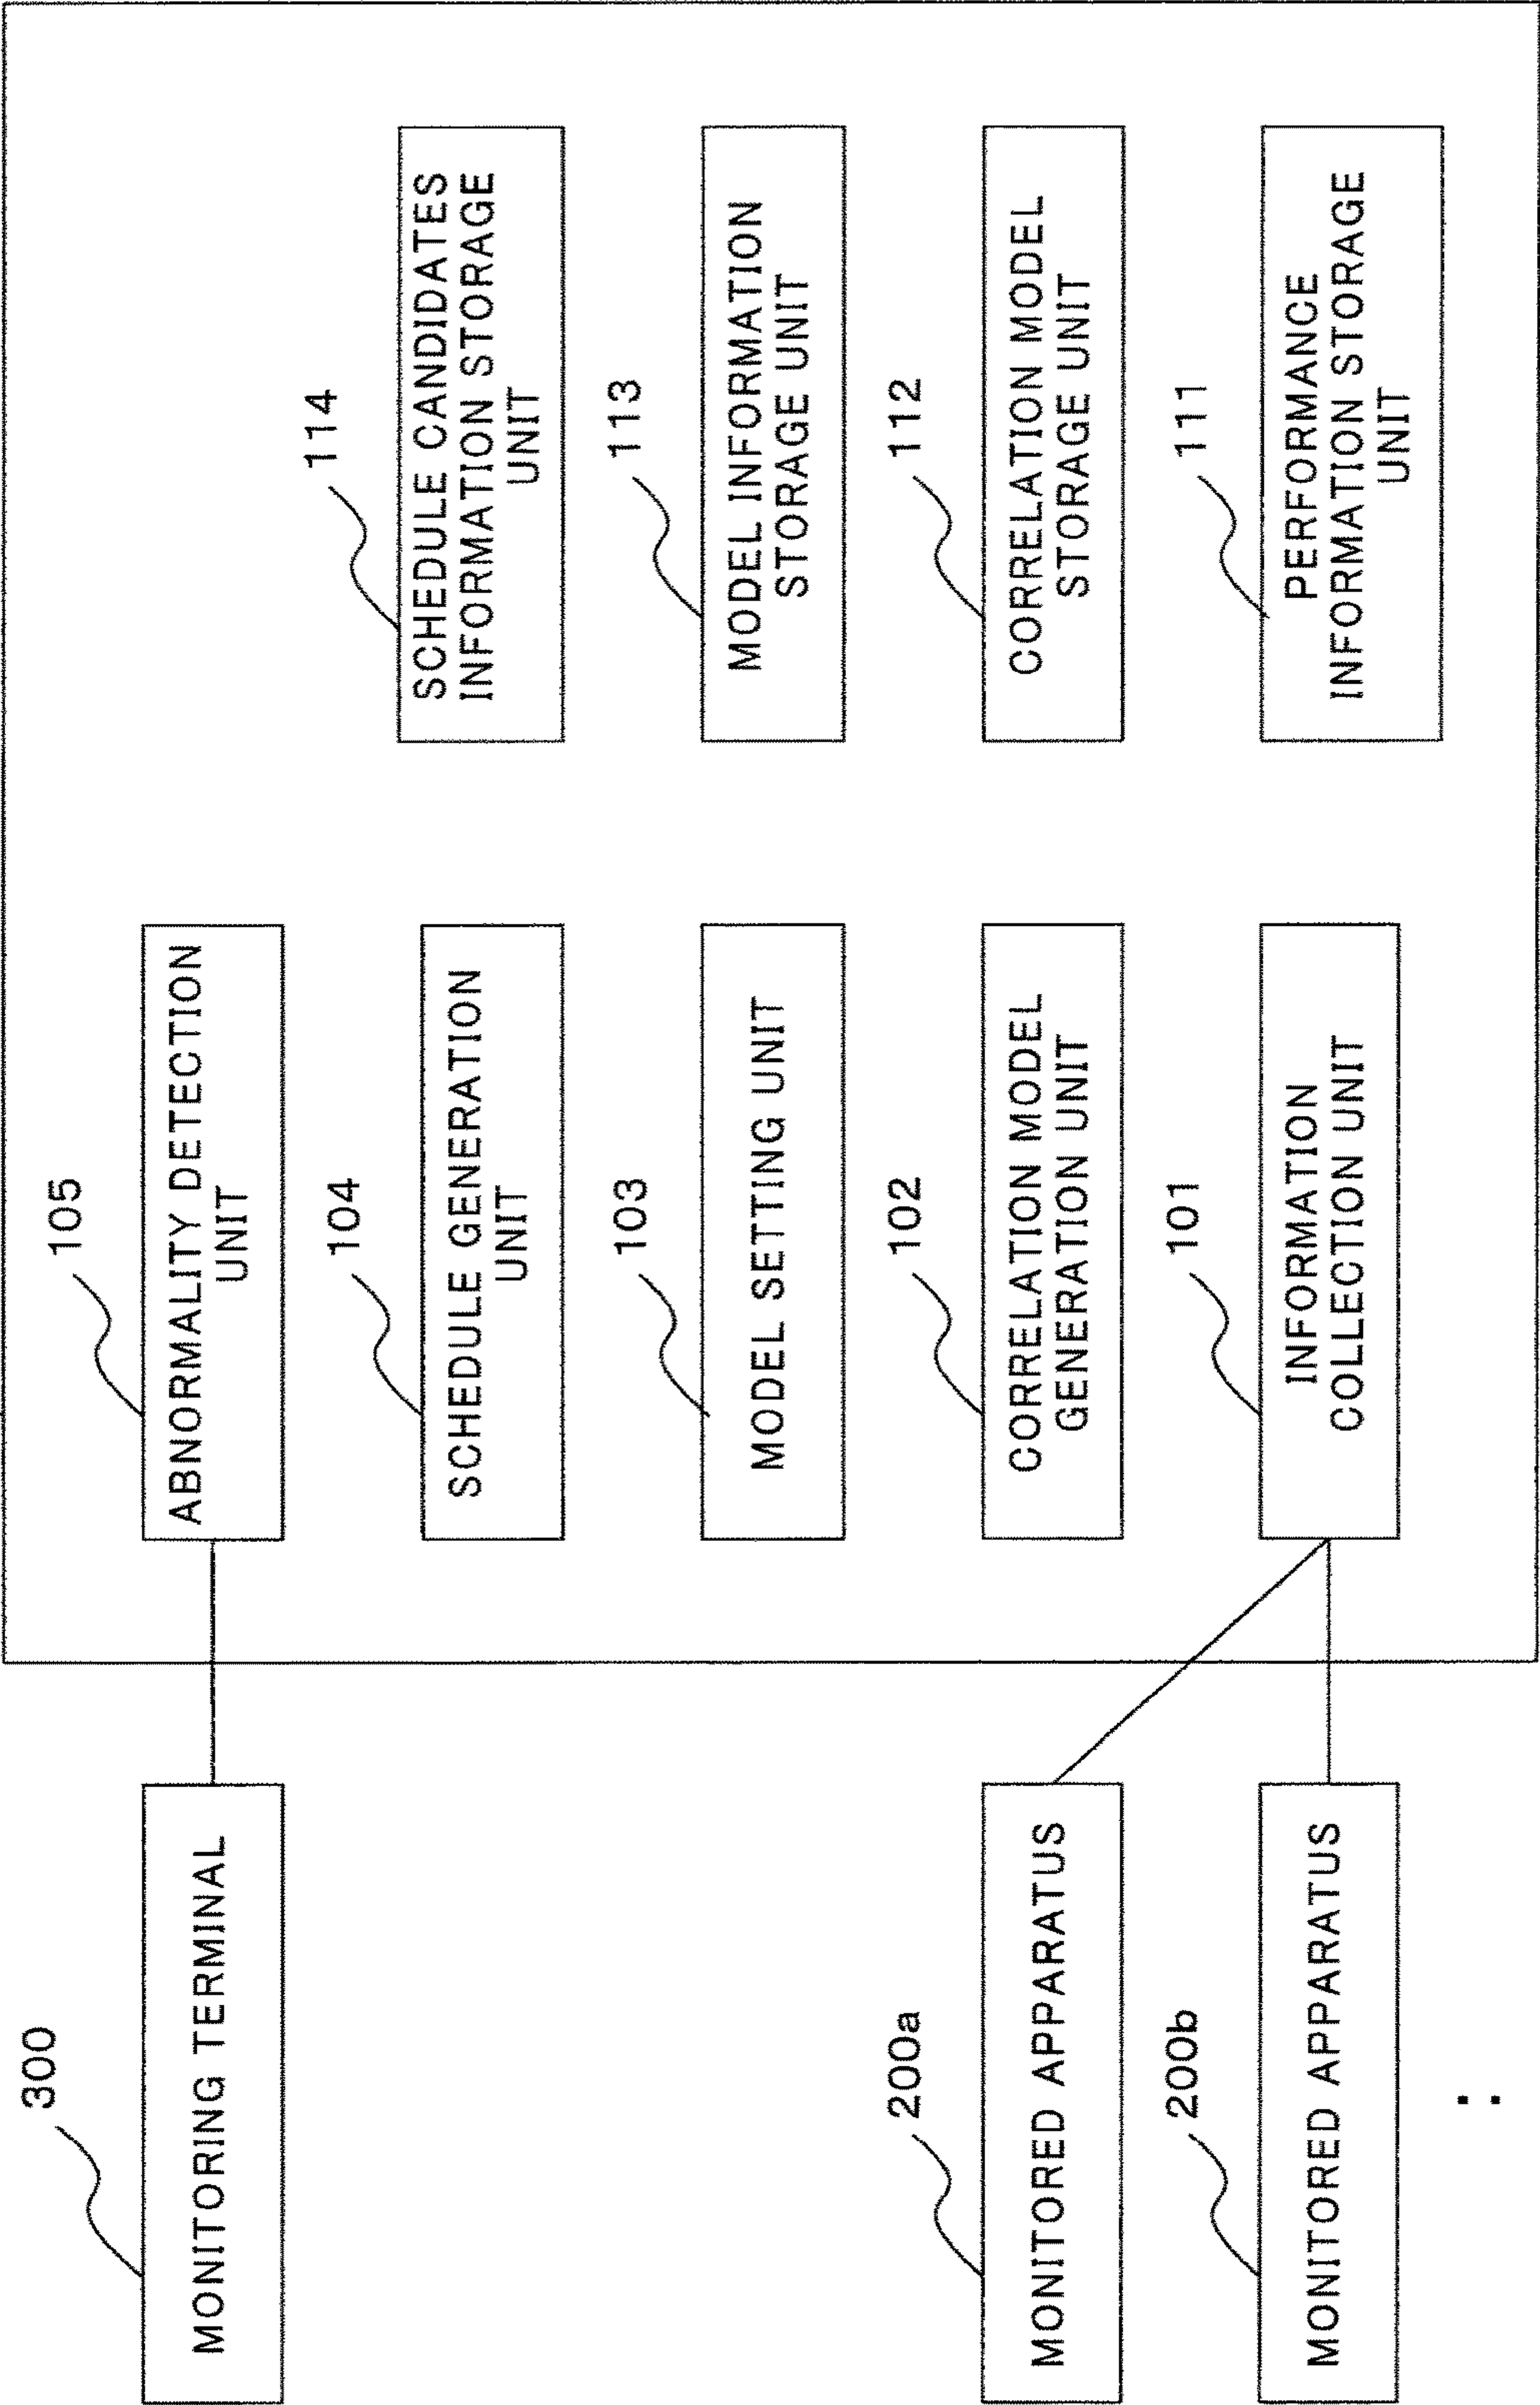 300
MONITORING TERMINAL
105
ABNORMALITY DETECTION
UNIT
104
SCHEDULE GENERATION
UNIT
114
SCHEDULE CANDIDATES
INFORMATION STORAGE
UNIT
103
MODEL SETTING UNIT
113
MODEL INFORMATION
STORAGE UNIT
200a
MONITORED APPARATUS
102
CORRELATION MODEL
GENERATION UNIT
112
CORRELATION MODEL
STORAGE UNIT
200b
MONITORED APPARATUS
101
INFORMATION
COLLECTION UNIT
111
PERFORMANCE
INFORMATION STORAGE
UNIT